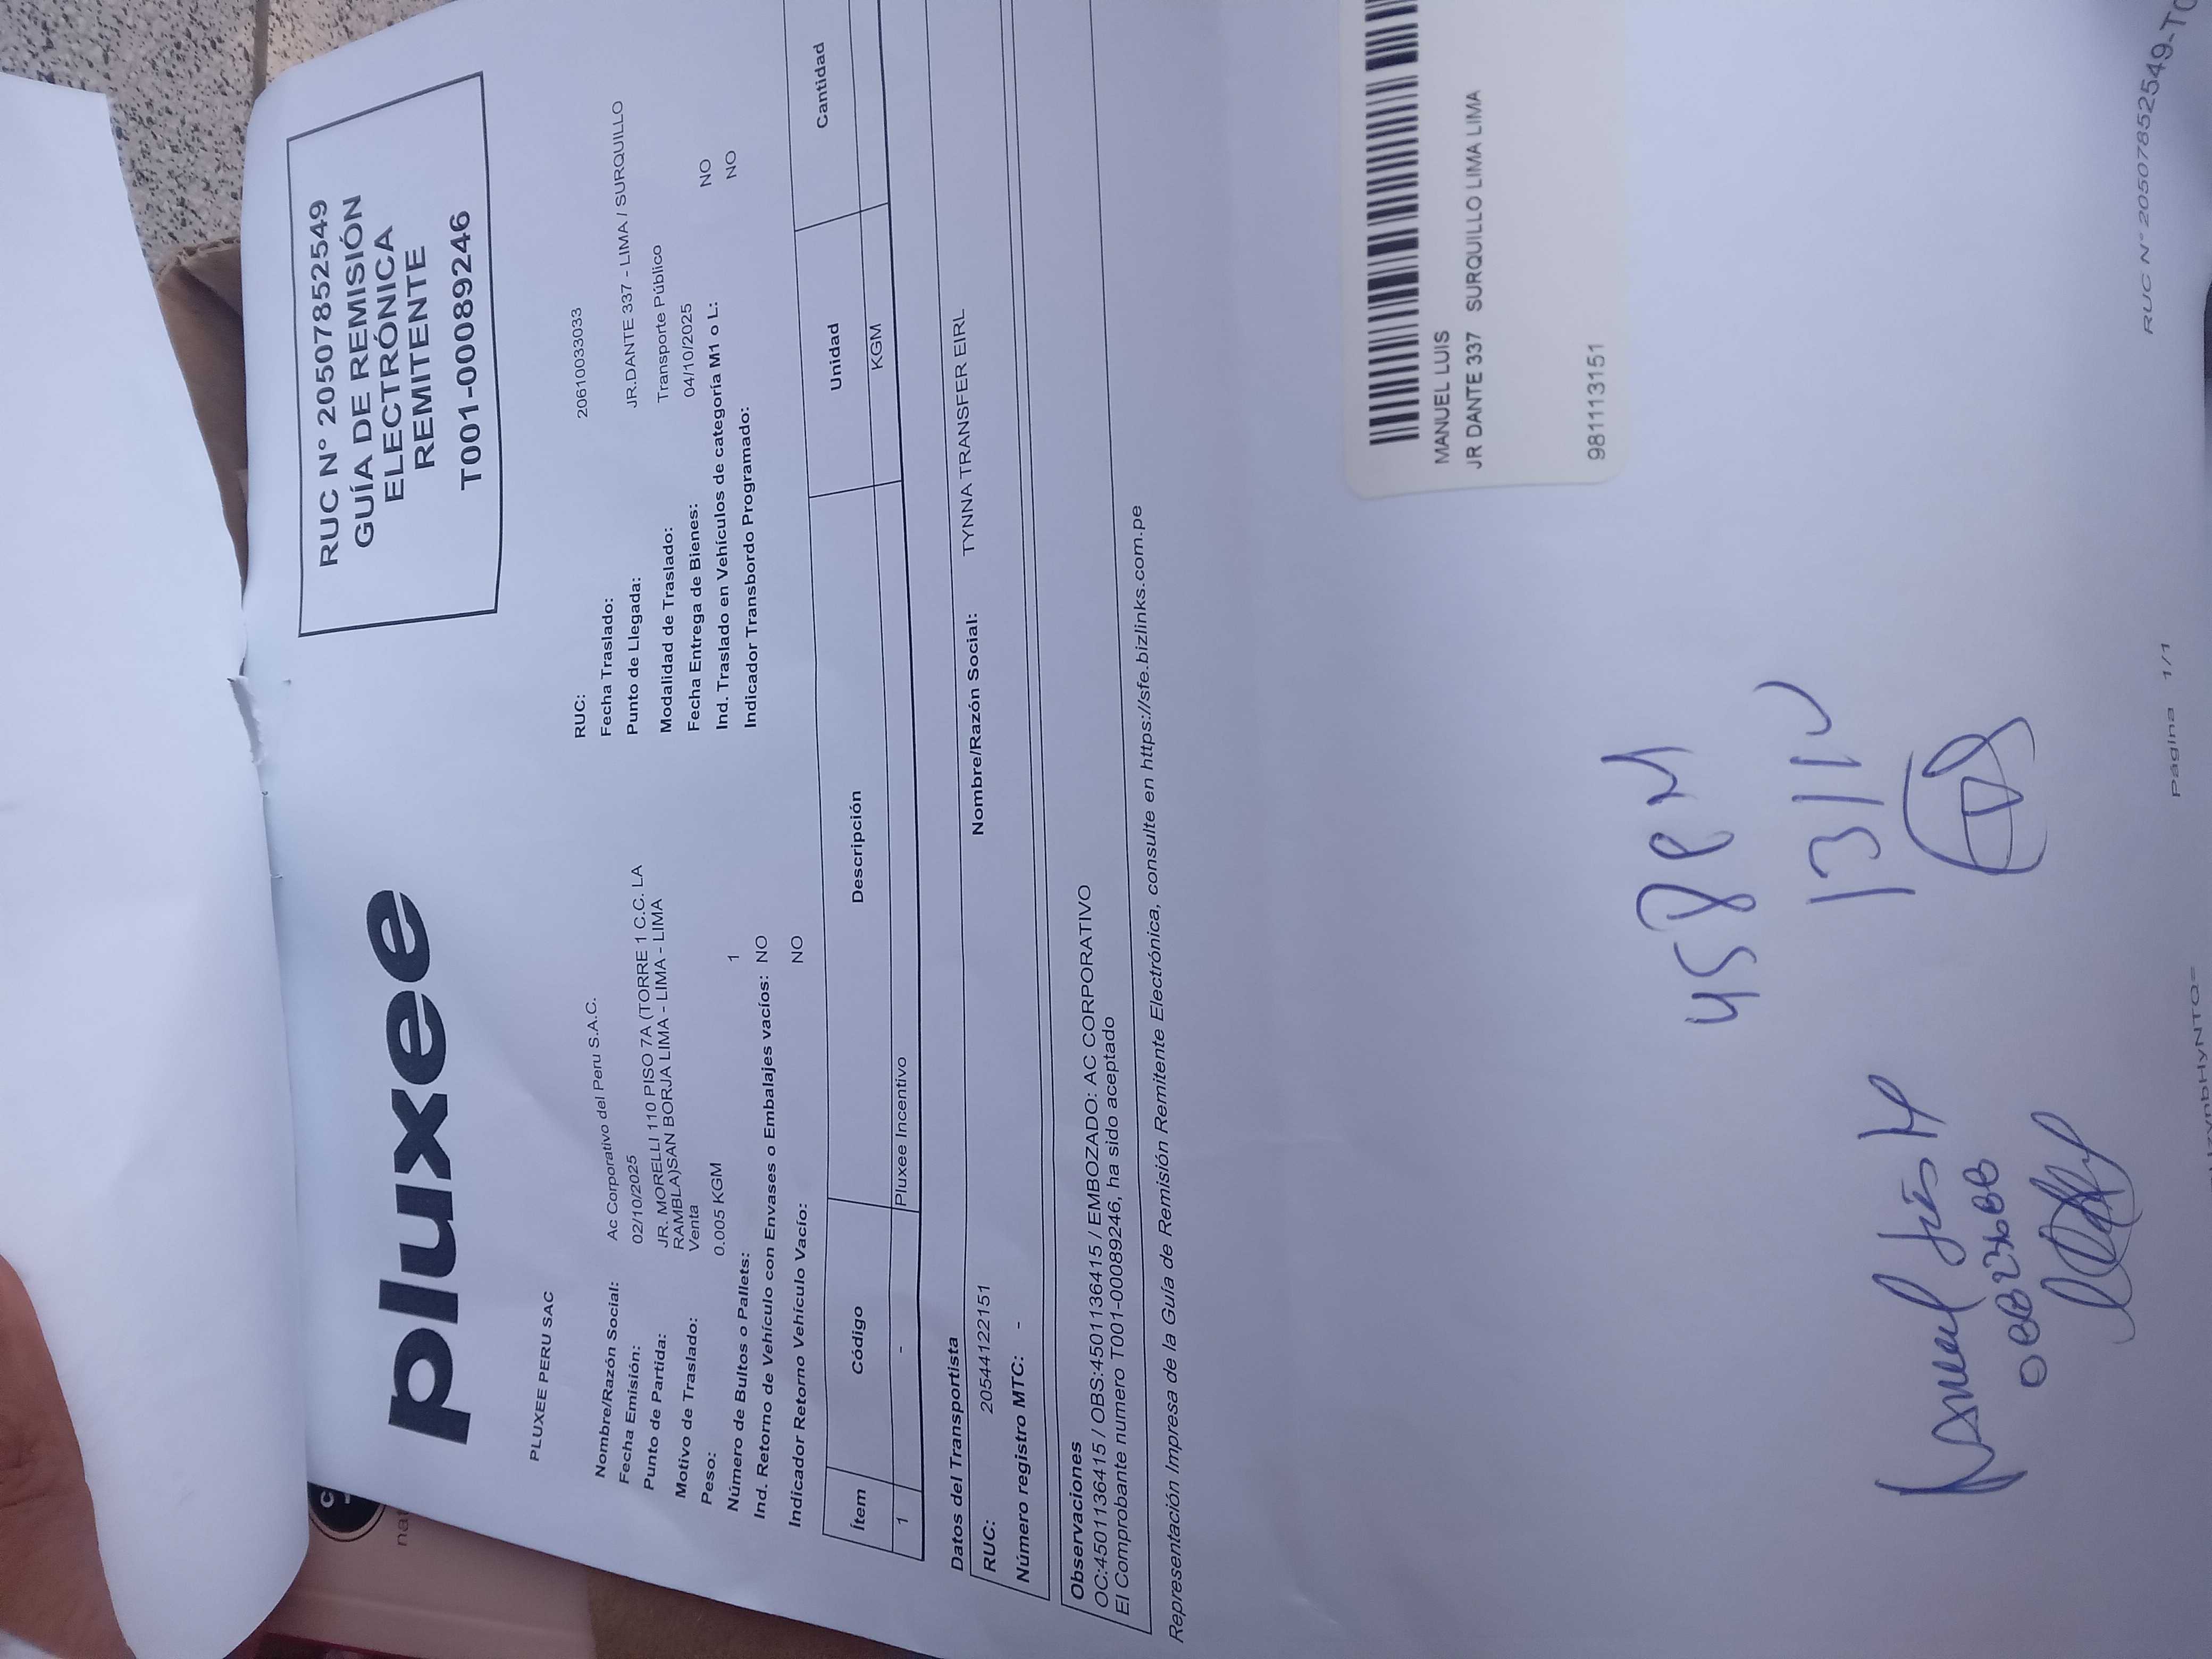 RUC N° 20507852549
GUÍA DE REMISIÓN
ELECTRÓNICA
REMITENTE
T001-00089246
pluxee
PLUXEE PERU SAC
Nombre/Razón Social: Ac Corporativo del Peru S.A.C.
Fecha Emisión: 02/10/2025
Punto de Partida: JR. MORELLI 110 PISO 7A (TORRE 1 C.C. LA
RAMBLA)SAN BORJA LIMA - LIMA - LIMA
Motivo de Traslado: Venta
Peso: 0.005 KGM
Número de Bultos o Pallets: 1
Ind. Retorno de Vehículo con Envases o Embalajes vacíos: NO
Indicador Retorno Vehículo Vacío: NO
RUC: 20610033033
Fecha Traslado:
Punto de Llegada: JR.DANTE 337 - LIMA / SURQUILLO
Modalidad de Traslado: Transporte Público
Fecha Entrega de Bienes: 04/10/2025
Ind. Traslado en Vehículos de categoría M1 o L: NO
Indicador Transbordo Programado: NO
Ítem Código Descripción Unidad Cantidad
1 - Pluxee Incentivo KGM
Datos del Transportista
RUC: 20544122151 Nombre/Razón Social: TYNNA TRANSFER EIRL
Número registro MTC: -
Observaciones
OC:4501136415 / OBS:4501136415 / EMBOZADO: AC CORPORATIVO
El Comprobante numero T001-00089246, ha sido aceptado
Representación Impresa de la Guía de Remisión Remitente Electrónica, consulte en https://sfe.bizlinks.com.pe
MANUEL LUIS
JR DANTE 337 SURQUILLO LIMA LIMA
981113151
Manuel Luis M
Página 1/1
RUC N° 20507852549-T0